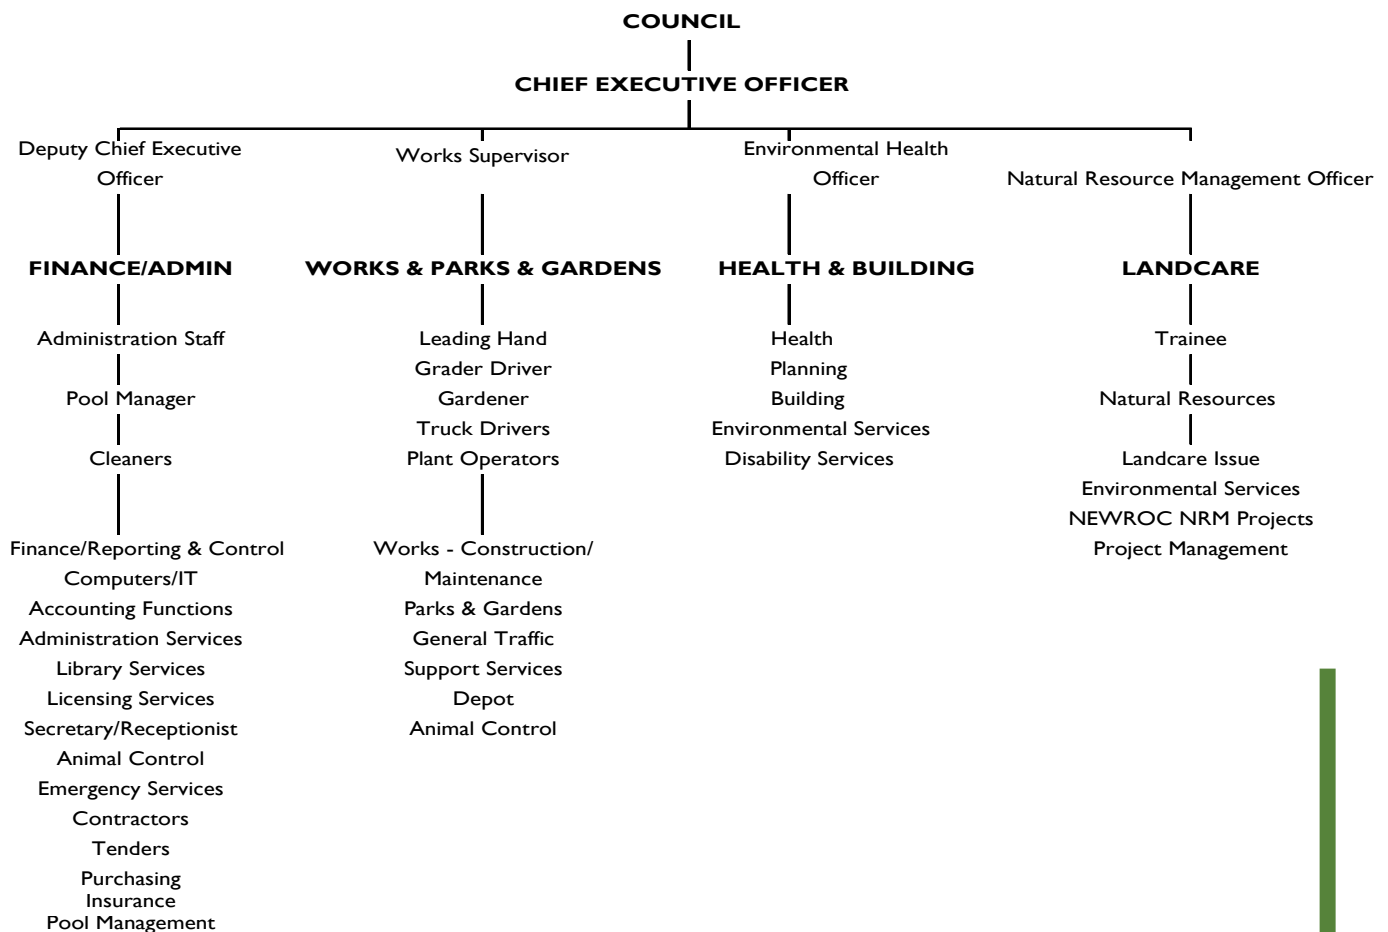 COUNCIL
CHIEF EXECUTIVE OFFICER
Deputy Chief Executive
Officer
FINANCE/ADMIN
Administration Staff
Pool Manager
Cleaners
Finance/Reporting & Control
Computers/IT
Accounting Functions
Administration Services
Library Services
Licensing Services
Secretary/Receptionist
Animal Control
Emergency Services
Contractors
Tenders
Purchasing
Insurance
Pool Management
Works Supervisor
WORKS & PARKS & GARDENS
Leading Hand
Grader Driver
Gardener
Truck Drivers
Plant Operators
Works - Construction/
Maintenance
Parks & Gardens
General Traffic
Support Services
Depot
Animal Control
Environmental Health
Officer
HEALTH & BUILDING
Health
Planning
Building
Environmental Services
Disability Services
Natural Resource Management Officer
LANDCARE
Trainee
Natural Resources
Landcare Issue
Environmental Services
NEWROC NRM Projects
Project Management